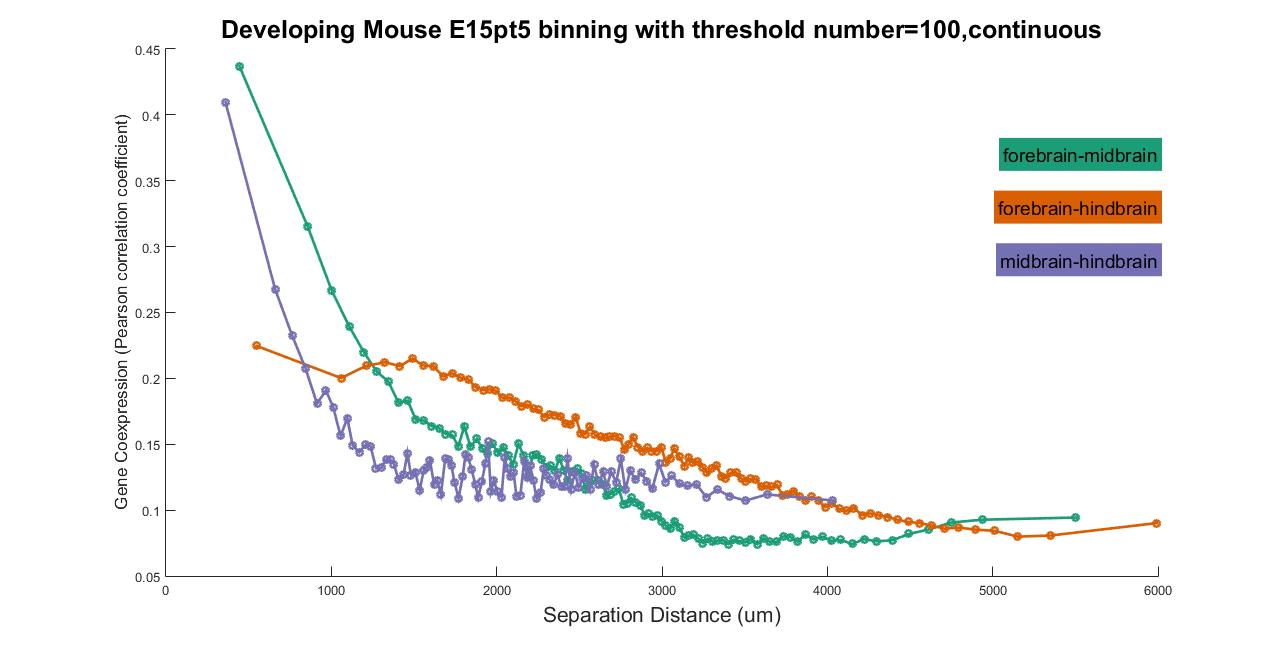 Developing Mouse E15pt5 binning with threshold number=100,continuous
Gene Coexpression (Pearson correlation coefficient)
0.45
0.4
0.35
0.3
0.25
0.2
0.15
0.1
0.05
forebrain-midbrain
forebrain-hindbrain
midbrain-hindbrain
0 1000 2000 3000 4000 5000 6000
Separation Distance (um)